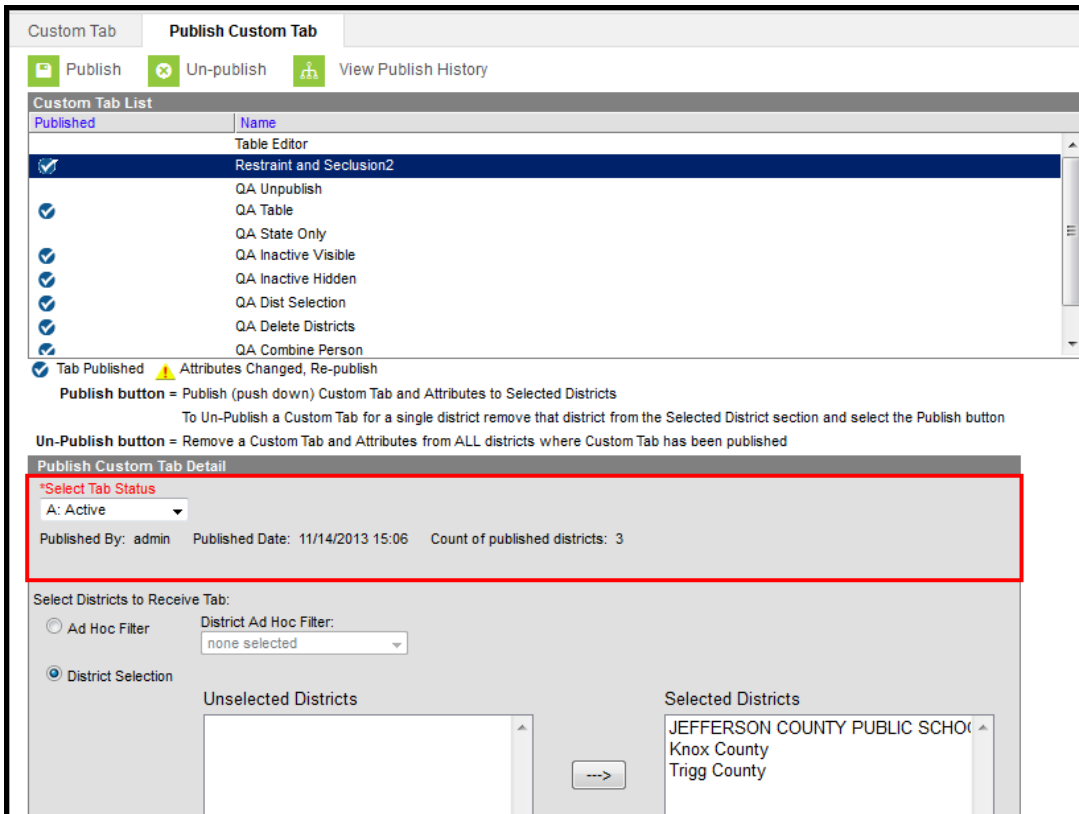 Custom Tab Publish Custom Tab
Publish Un-publish View Publish History
Custom Tab List
Published Name
Table Editor
Restraint and Seclusion2
QA Unpublish
QA Table
QA State Only
QA Inactive Visible
QA Inactive Hidden
QA Dist Selection
QA Delete Districts
QA Combine Person
Tab Published Attributes Changed, Re-publish
Publish button = Publish (push down) Custom Tab and Attributes to Selected Districts
To Un-Publish a Custom Tab for a single district remove that district from the Selected District section and select the Publish button
Un-Publish button = Remove a Custom Tab and Attributes from ALL districts where Custom Tab has been published
Publish Custom Tab Detail
*Select Tab Status
A: Active
Published By: admin Published Date: 11/14/2013 15:06 Count of published districts: 3
Select Districts to Receive Tab:
Ad Hoc Filter District Ad Hoc Filter:
none selected
District Selection
Unselected Districts Selected Districts
JEFFERSON COUNTY PUBLIC SCHOO
Knox County
--->
Trigg County